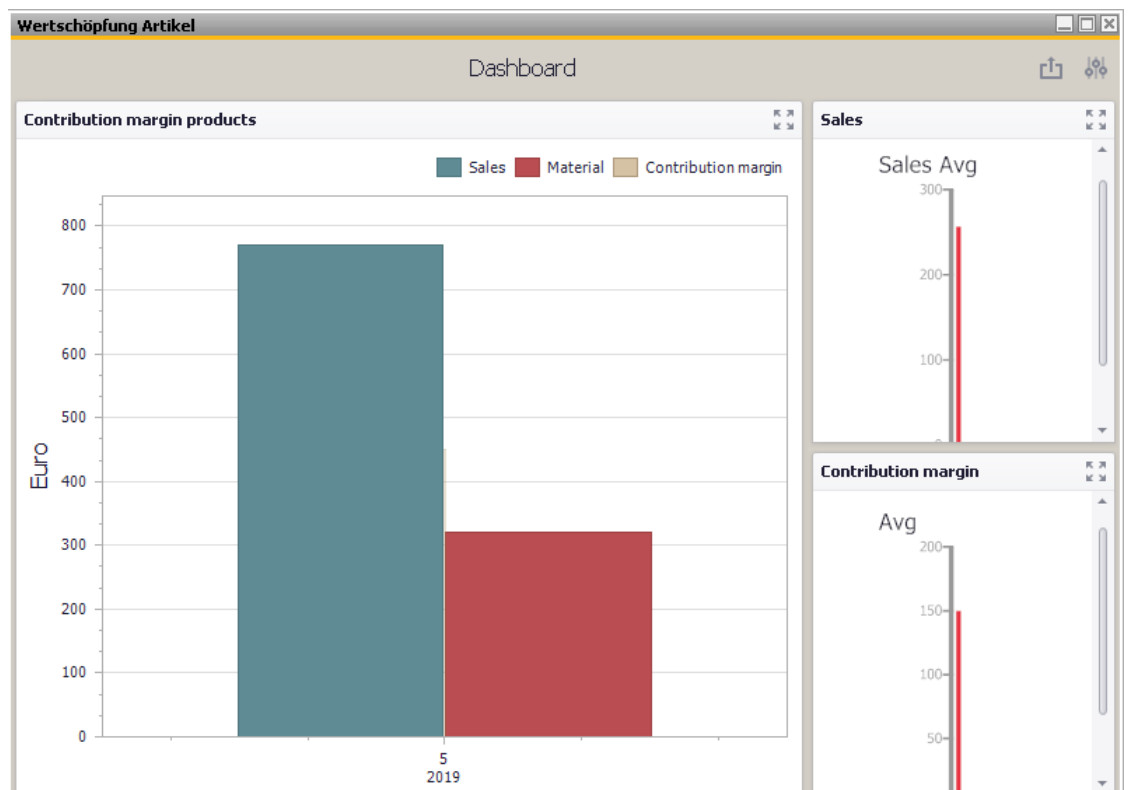 Wertschöpfung Artikel
Dashboard
Contribution margin products
Sales Material Contribution margin
800
700
600
500
400
300
200
100
0
Euro
5
2019
Sales
Sales Avg
300
200
100
0
Contribution margin
Avg
200
150
100
50